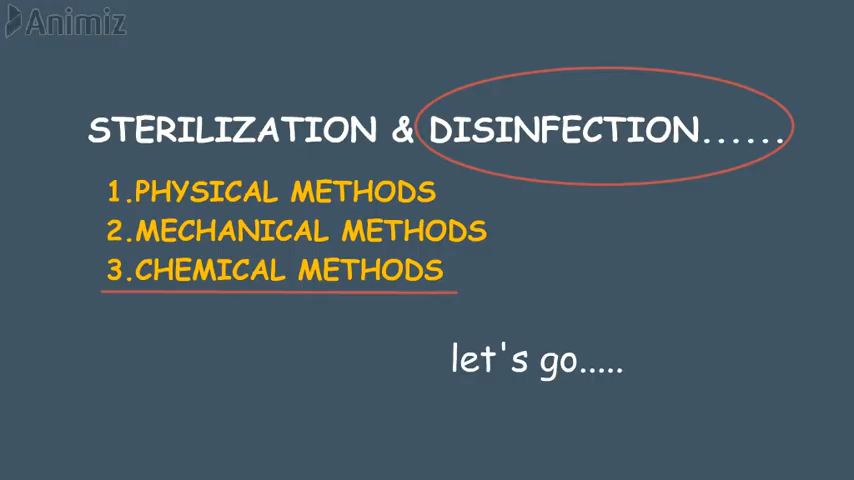 Animiz
STERILIZATION & DISINFECTION......
1.PHYSICAL METHODS
2.MECHANICAL METHODS
3.CHEMICAL METHODS
let's go.....